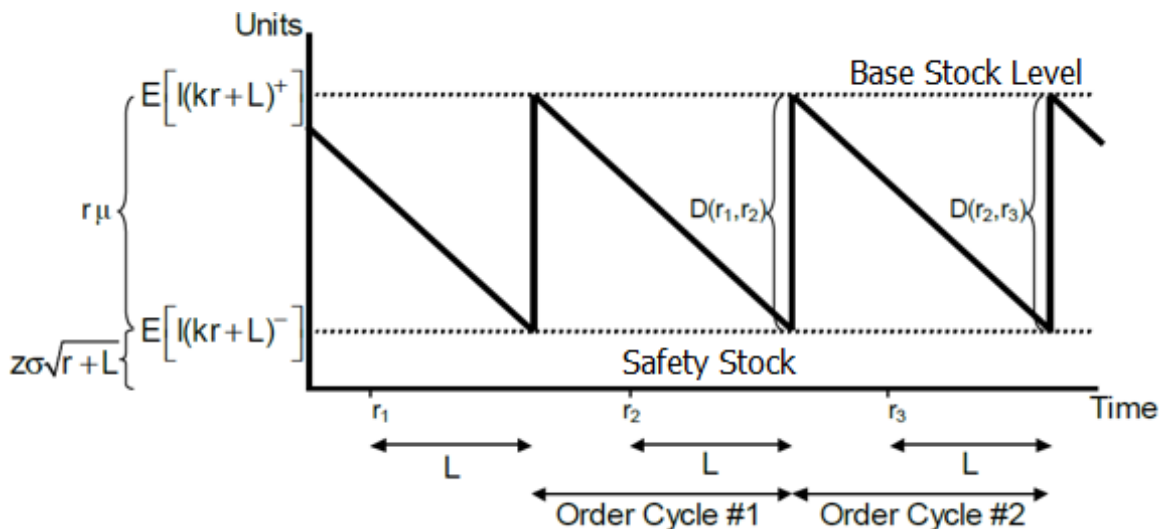 Units
Base Stock Level
E[I(kr+L)⁺]
rμ
D(r₁,r₂)
D(r₂,r₃)
E[I(kr+L)⁻]
zσ√r+L
Safety Stock
r₁
r₂
r₃
Time
L
L
L
Order Cycle #1
Order Cycle #2